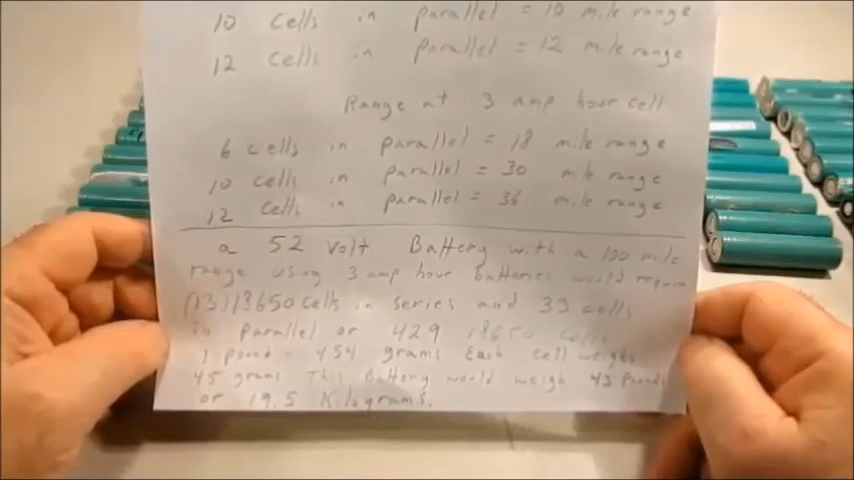 10 cells in parallel = 10 mile range
12 cells in parallel = 12 mile range
Range at 3 amp hour cell
6 cells in parallel = 18 mile range
10 cells in parallel = 30 mile range
12 cells in parallel = 36 mile range
a 52 volt Battery with a 100 mile
range using 3 amp hour batteries would require
(13) 18650 cells in series and 33 cells
in parallel or 429 18650 cells
1 pound = 454 grams Each cell weighs
45 grams This Battery would weigh 43 Pounds
or 19.5 Kilograms.